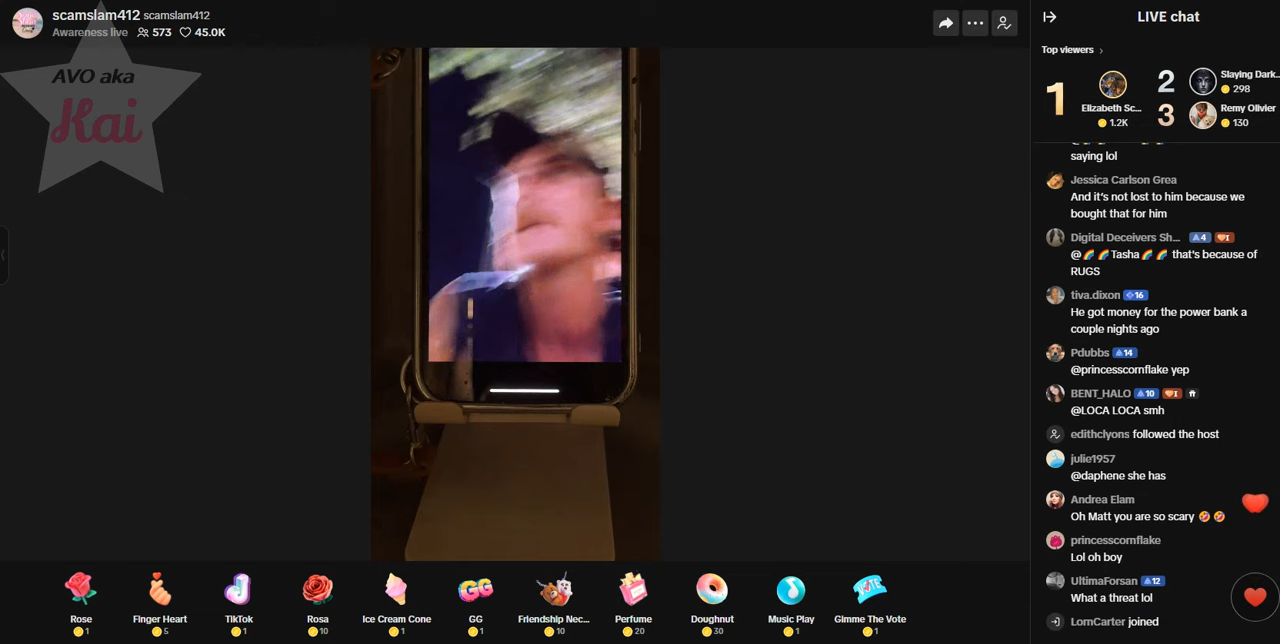 scamslam412 scamslam412
Awareness live 573 45.0K
AVO aka
Kai
LIVE chat
Top viewers
1
Elizabeth Sc...
1.2K
2
Slaying Dark...
298
3
Remy Olivier
130
saying lol
Jessica Carlson Grea
And it's not lost to him because we
bought that for him
Digital Deceivers Sh... 4 I
@🌈🌈Tasha🌈🌈 that's because of
RUGS
tiva.dixon 16
He got money for the power bank a
couple nights ago
Pdubbs 14
@princesscornflake yep
BENT_HALO 10 I
@LOCA LOCA smh
edithclyons followed the host
julie1957
@daphene she has
Andrea Elam
Oh Matt you are so scary 🤣🤣
princesscornflake
Lol oh boy
UltimaForsan 12
What a threat lol
LornCarter joined
Rose
1
Finger Heart
5
TikTok
1
Rosa
10
Ice Cream Cone
1
GG
GG
1
Friendship Nec...
10
Perfume
20
Doughnut
30
Music Play
1
VOTE
Gimme The Vote
1